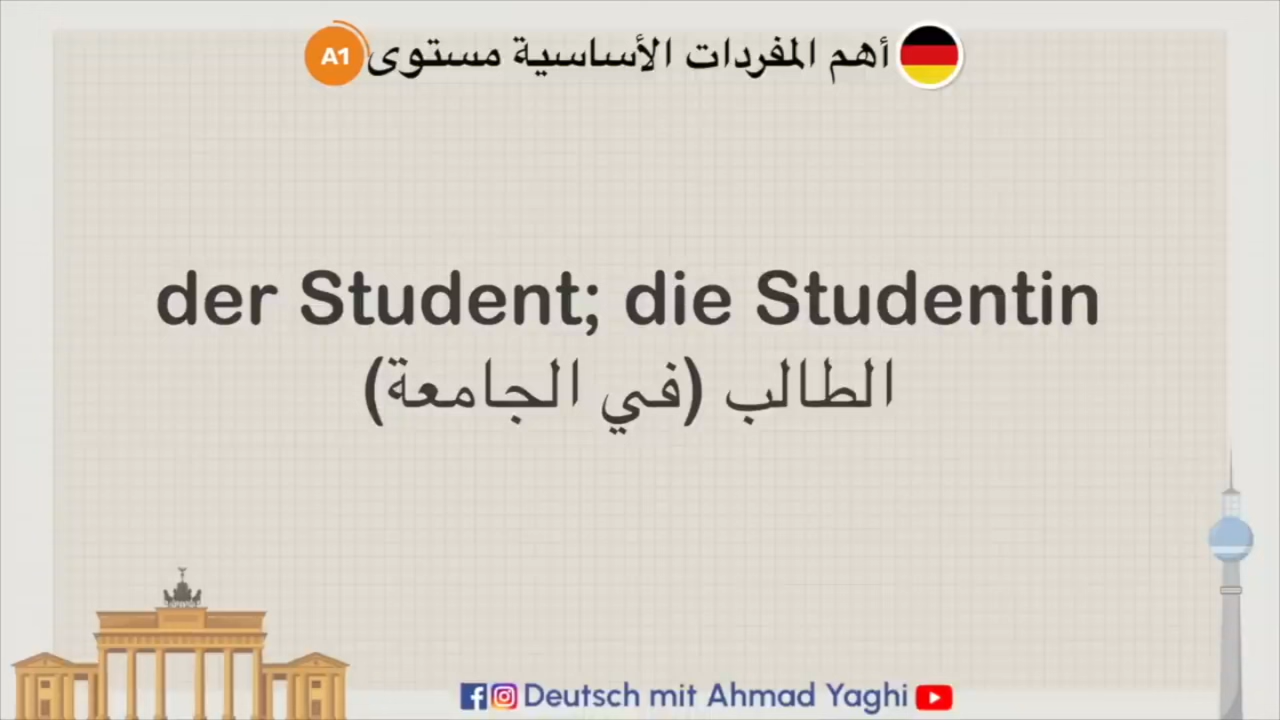 أهم المفردات الأساسية مستوى A1
der Student; die Studentin
الطالب (في الجامعة)
Deutsch mit Ahmad Yaghi